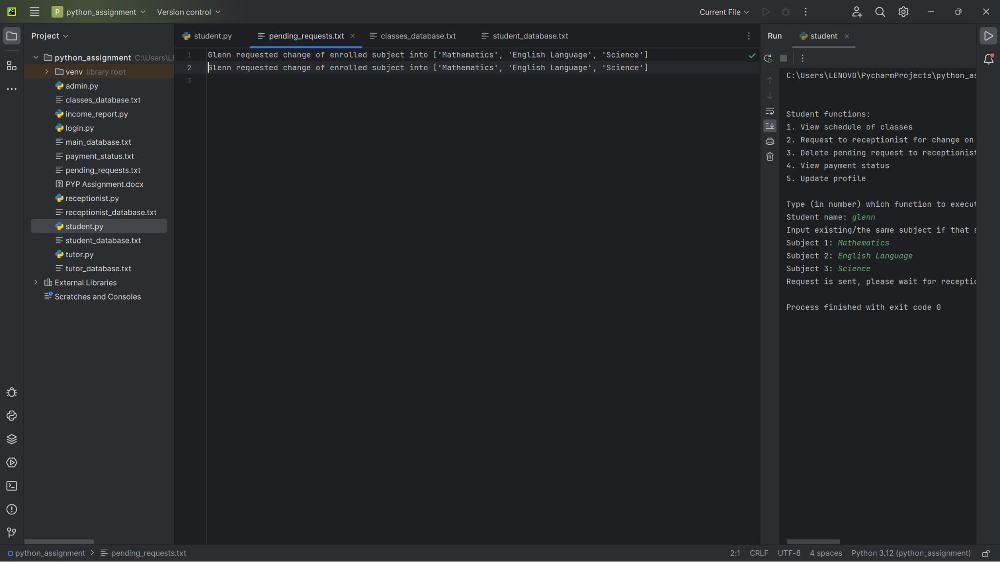 PC
P python_assignment
Version control
Current File
Project
python_assignment C:\Users\LE
venv library root
admin.py
classes_database.txt
income_report.py
login.py
main_database.txt
payment_status.txt
pending_requests.txt
PYP Assignment.docx
receptionist.py
receptionist_database.txt
student.py
student_database.txt
tutor.py
tutor_database.txt
External Libraries
Scratches and Consoles
student.py
pending_requests.txt
classes_database.txt
student_database.txt
1 Glenn requested change of enrolled subject into ['Mathematics', 'English Language', 'Science']
2 Glenn requested change of enrolled subject into ['Mathematics', 'English Language', 'Science']
3
Run
student
C:\Users\LENOVO\PycharmProjects\python_as
Student functions:
1. View schedule of classes
2. Request to receptionist for change on
3. Delete pending request to receptionist
4. View payment status
5. Update profile
Type (in number) which function to execut
Student name: glenn
Input existing/the same subject if that s
Subject 1: Mathematics
Subject 2: English Language
Subject 3: Science
Request is sent, please wait for receptio
Process finished with exit code 0
python_assignment > pending_requests.txt
2:1 CRLF UTF-8 4 spaces Python 3.12 (python_assignment)